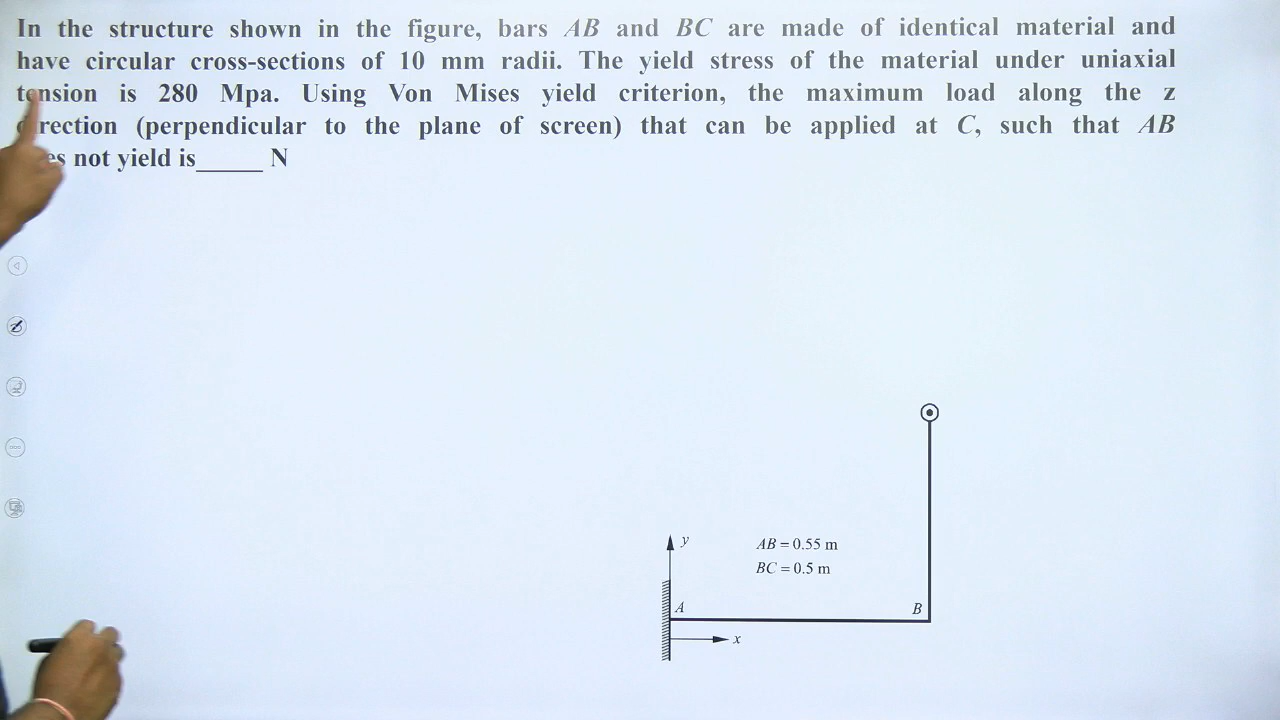 In the structure shown in the figure, bars AB and BC are made of identical material and
have circular cross-sections of 10 mm radii. The yield stress of the material under uniaxial
tension is 280 Mpa. Using Von Mises yield criterion, the maximum load along the z
rection (perpendicular to the plane of screen) that can be applied at C, such that AB
es not yield is_____ N
y
AB = 0.55 m
BC = 0.5 m
A
B
x